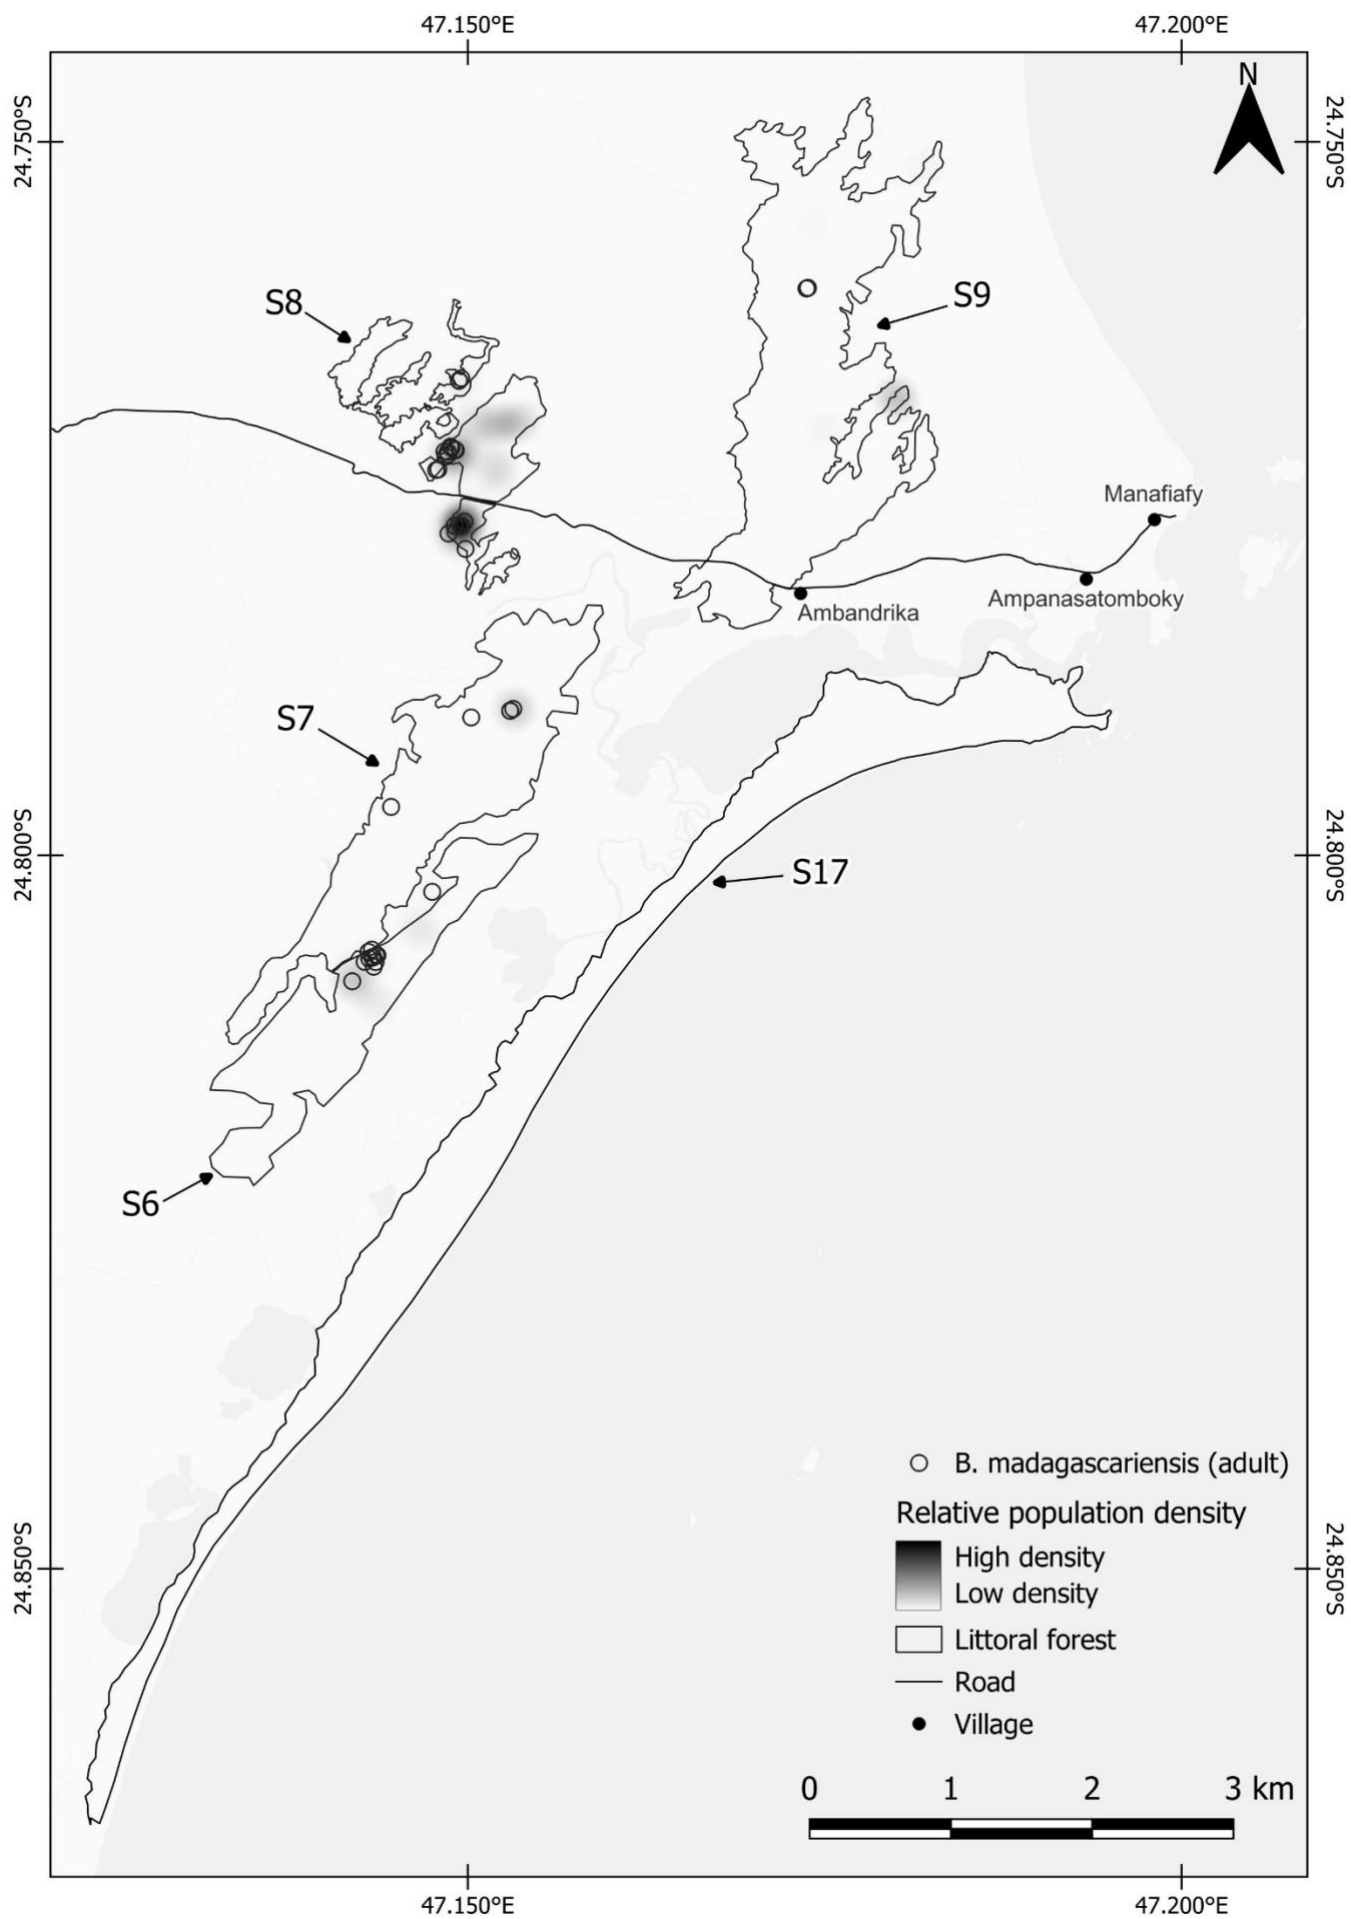 47.150°E
47.200°E
N
24.750°S
24.750°S
S8
S9
Manafiafy
Ambandrika
Ampanasatomboky
S7
24.800°S
24.800°S
S17
S6
B. madagascariensis (adult)
Relative population density
High density
Low density
Littoral forest
Road
Village
24.850°S
24.850°S
0 1 2 3 km
47.150°E
47.200°E